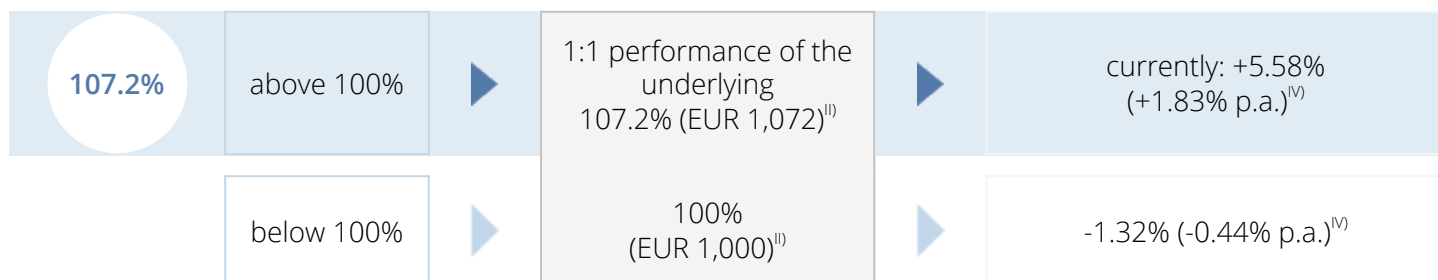 107.2%
above 100%
1:1 performance of the
underlying
107.2% (EUR 1,072)II)
currently: +5.58%
(+1.83% p.a.)IV)
below 100%
100%
(EUR 1,000)II)
-1.32% (-0.44% p.a.)IV)